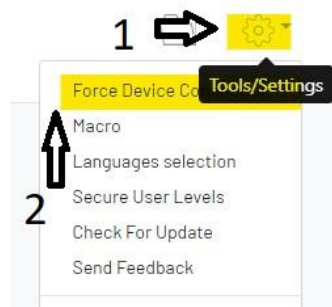 1
Tools/Settings
Force Device Co
Macro
Languages selection
2
Secure User Levels
Check For Update
Send Feedback